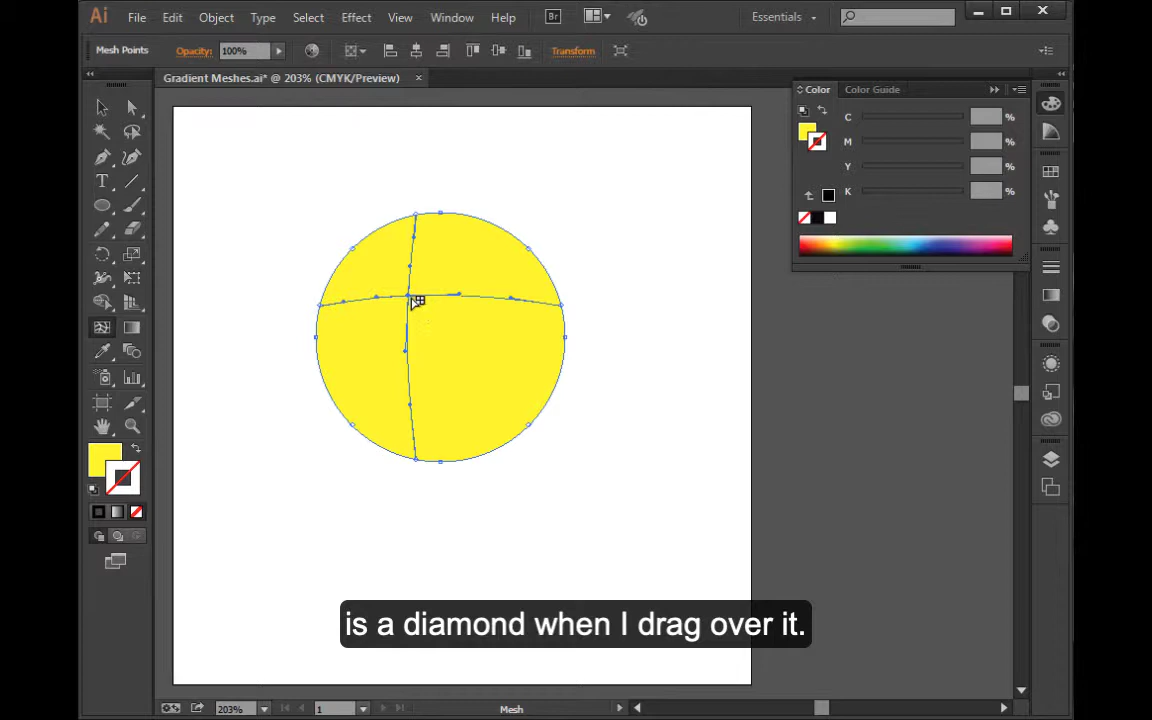 Ai File Edit Object Type Select Effect View Window Help Br Essentials
Mesh Points Opacity: 100% Transform
Gradient Meshes.ai* @ 203% (CMYK/Preview) ×
Color Color Guide
C %
M %
Y %
K %
T
is a diamond when I drag over it.
203% 1 Mesh